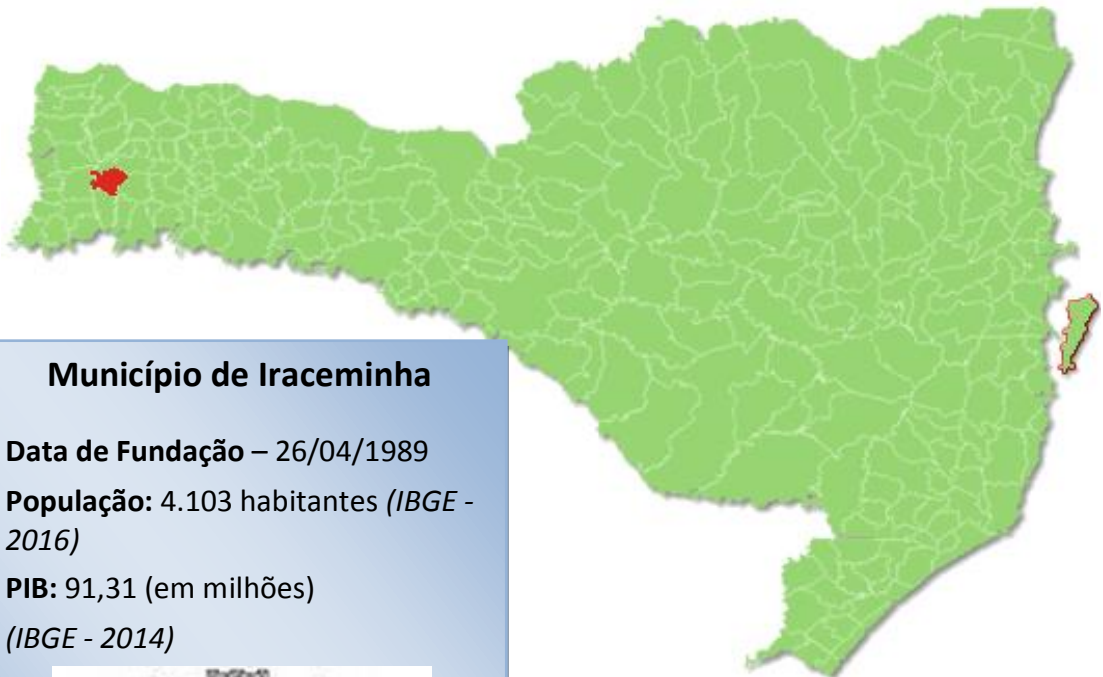 Município de Iraceminha
Data de Fundação – 26/04/1989
População: 4.103 habitantes (IBGE -
2016)
PIB: 91,31 (em milhões)
(IBGE - 2014)